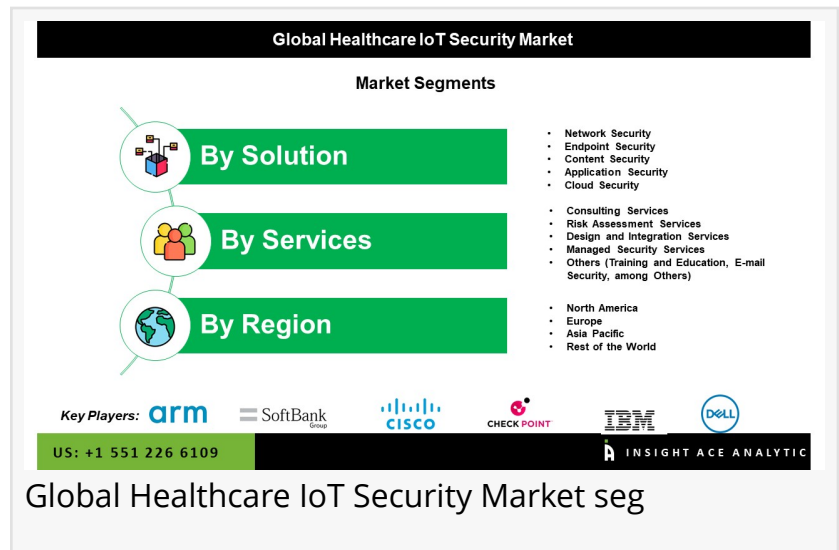 Global Healthcare IoT Security Market
Market Segments
By Solution
• Network Security
• Endpoint Security
• Content Security
• Application Security
• Cloud Security
By Services
• Consulting Services
• Risk Assessment Services
• Design and Integration Services
• Managed Security Services
• Others (Training and Education, E-mail
Security, among Others)
By Region
• North America
• Europe
• Asia Pacific
• Rest of the World
Key Players: arm SoftBank Group CISCO CHECK POINT IBM DELL
US: +1 551 226 6109 INSIGHT ACE ANALYTIC
Global Healthcare IoT Security Market seg